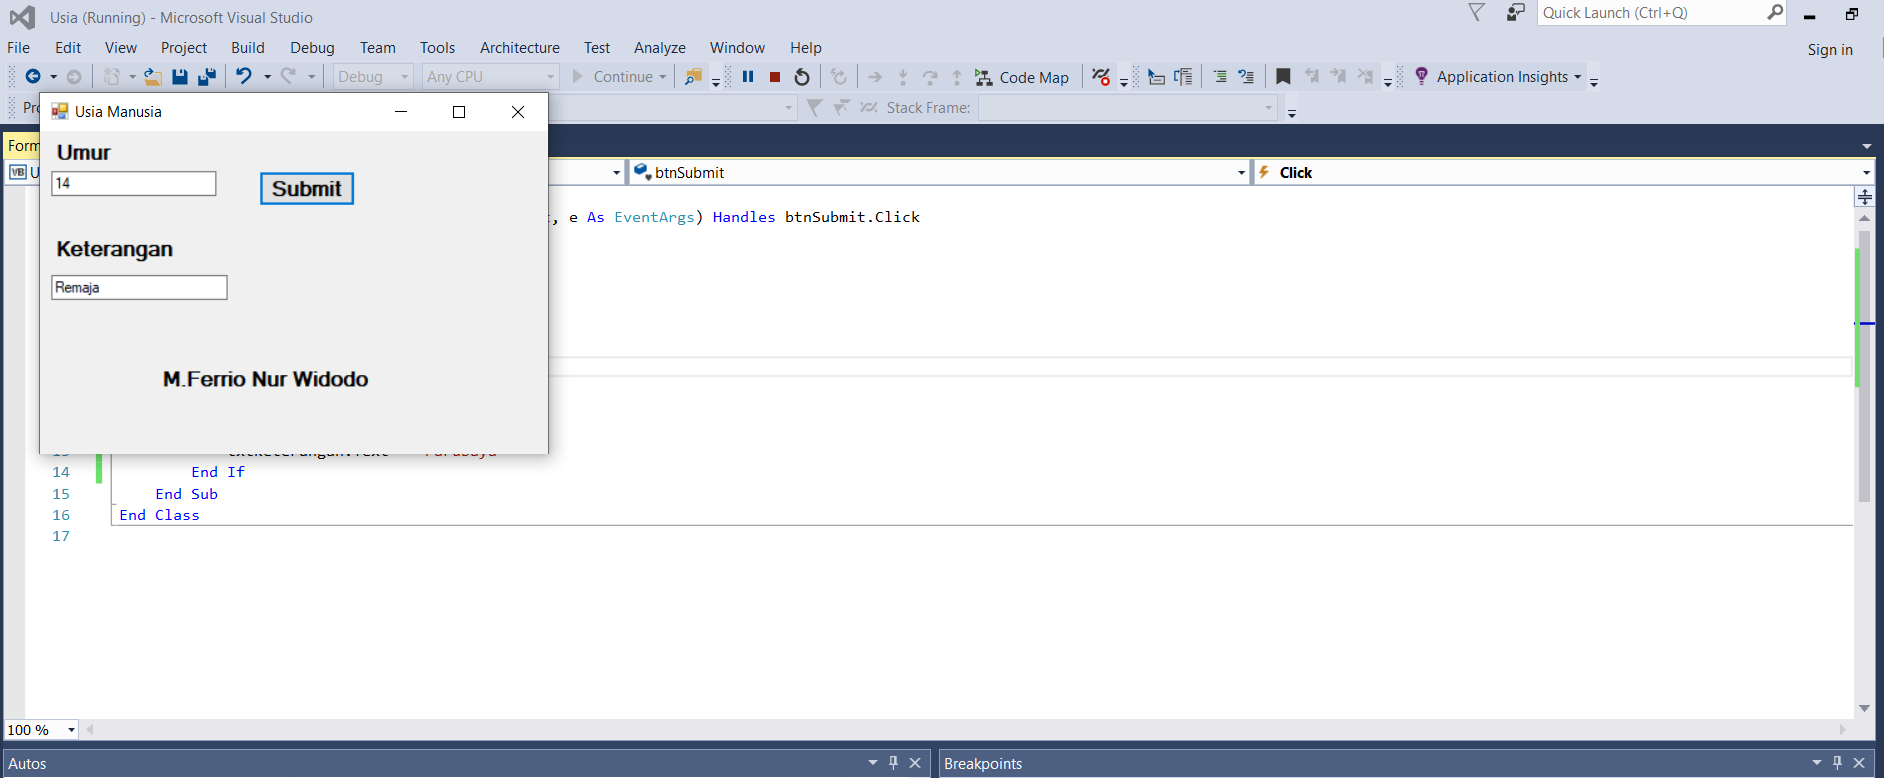 Usia (Running) - Microsoft Visual Studio
Quick Launch (Ctrl+Q)
File Edit View Project Build Debug Team Tools Architecture Test Analyze Window Help
Sign in
Debug Any CPU Continue Code Map Application Insights
Stack Frame:
Usia Manusia
Umur
14
Submit
Keterangan
Remaja
M.Ferrio Nur Widodo
btnSubmit
Click
, e As EventArgs) Handles btnSubmit.Click
14 End If
15 End Sub
16 End Class
17
100 %
Autos
Breakpoints